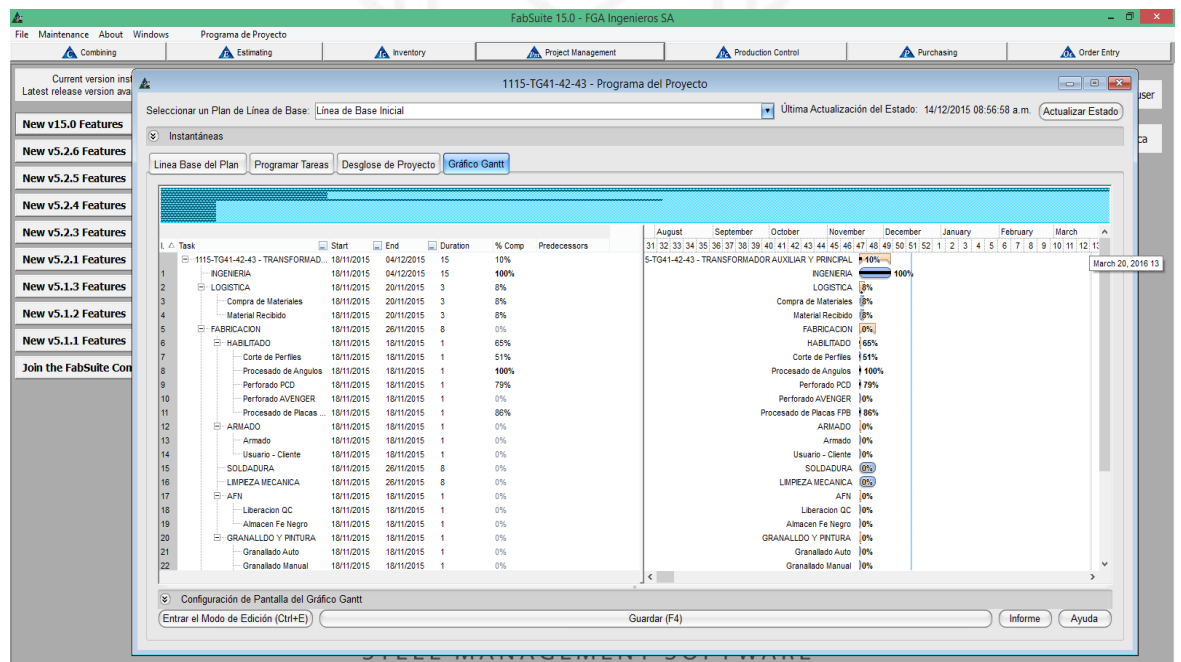 FabSuite 15.0 - FGA Ingenieros SA
File Maintenance About Windows Programa de Proyecto
Combining Estimating Inventory Project Management Production Control Purchasing Order Entry
Current version inst
Latest release version ava
user
New v15.0 Features
New v5.2.6 Features
New v5.2.5 Features
New v5.2.4 Features
New v5.2.3 Features
New v5.2.1 Features
New v5.1.3 Features
New v5.1.2 Features
New v5.1.1 Features
Join the FabSuite Con
ca
1115-TG41-42-43 - Programa del Proyecto
Seleccionar un Plan de Línea de Base: Línea de Base Inicial Última Actualización del Estado: 14/12/2015 08:56:58 a.m. Actualizar Estado
Instantáneas
Linea Base del Plan Programar Tareas Desglose de Proyecto Gráfico Gantt
August September October November December January February March
I. Task Start End Duration % Comp Predecessors 31 32 33 34 35 36 37 38 39 40 41 42 43 44 45 46 47 48 49 50 51 52 1 2 3 4 5 6 7 8 9 10 11 12 13
1115-TG41-42-43 - TRANSFORMAD... 18/11/2015 04/12/2015 15 10% 5-TG41-42-43 - TRANSFORMADOR AUXILIAR Y PRINCIPAL 10%
March 20, 2016 13
1 INGENIERIA 18/11/2015 04/12/2015 15 100% INGENIERIA 100%
2 LOGISTICA 18/11/2015 20/11/2015 3 8% LOGISTICA 8%
3 Compra de Materiales 18/11/2015 20/11/2015 3 8% Compra de Materiales 8%
4 Material Recibido 18/11/2015 20/11/2015 3 8% Material Recibido 8%
5 FABRICACION 18/11/2015 26/11/2015 8 0% FABRICACION 0%
6 HABILITADO 18/11/2015 18/11/2015 1 65% HABILITADO 65%
7 Corte de Perfiles 18/11/2015 18/11/2015 1 51% Corte de Perfiles 51%
8 Procesado de Angulos 18/11/2015 18/11/2015 1 100% Procesado de Angulos 100%
9 Perforado PCD 18/11/2015 18/11/2015 1 79% Perforado PCD 79%
10 Perforado AVENGER 18/11/2015 18/11/2015 1 0% Perforado AVENGER 0%
11 Procesado de Placas ... 18/11/2015 18/11/2015 1 86% Procesado de Placas FPB 86%
12 ARMADO 18/11/2015 18/11/2015 1 0% ARMADO 0%
13 Armado 18/11/2015 18/11/2015 1 0% Armado 0%
14 Usuario - Cliente 18/11/2015 18/11/2015 1 0% Usuario - Cliente 0%
15 SOLDADURA 18/11/2015 26/11/2015 8 0% SOLDADURA 0%
16 LIMPIEZA MECANICA 18/11/2015 26/11/2015 8 0% LIMPIEZA MECANICA 0%
17 AFN 18/11/2015 18/11/2015 1 0% AFN 0%
18 Liberacion QC 18/11/2015 18/11/2015 1 0% Liberacion QC 0%
19 Almacen Fe Negro 18/11/2015 18/11/2015 1 0% Almacen Fe Negro 0%
20 GRANALLDO Y PINTURA 18/11/2015 18/11/2015 1 0% GRANALLDO Y PINTURA 0%
21 Granallado Auto 18/11/2015 18/11/2015 1 0% Granallado Auto 0%
22 Granallado Manual 18/11/2015 18/11/2015 1 0% Granallado Manual 0%
Configuración de Pantalla del Gráfico Gantt
Entrar el Modo de Edición (Ctrl+E) Guardar (F4) Informe Ayuda
STEEL MANAGEMENT SOFTWARE